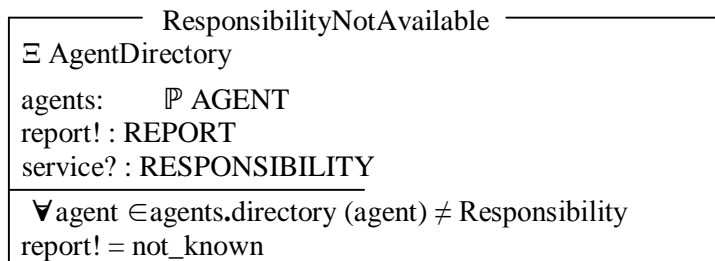 ResponsibilityNotAvailable
Ξ AgentDirectory
agents: ℙ AGENT
report! : REPORT
service? : RESPONSIBILITY
∀agent ∈agents.directory (agent) ≠ Responsibility
report! = not_known